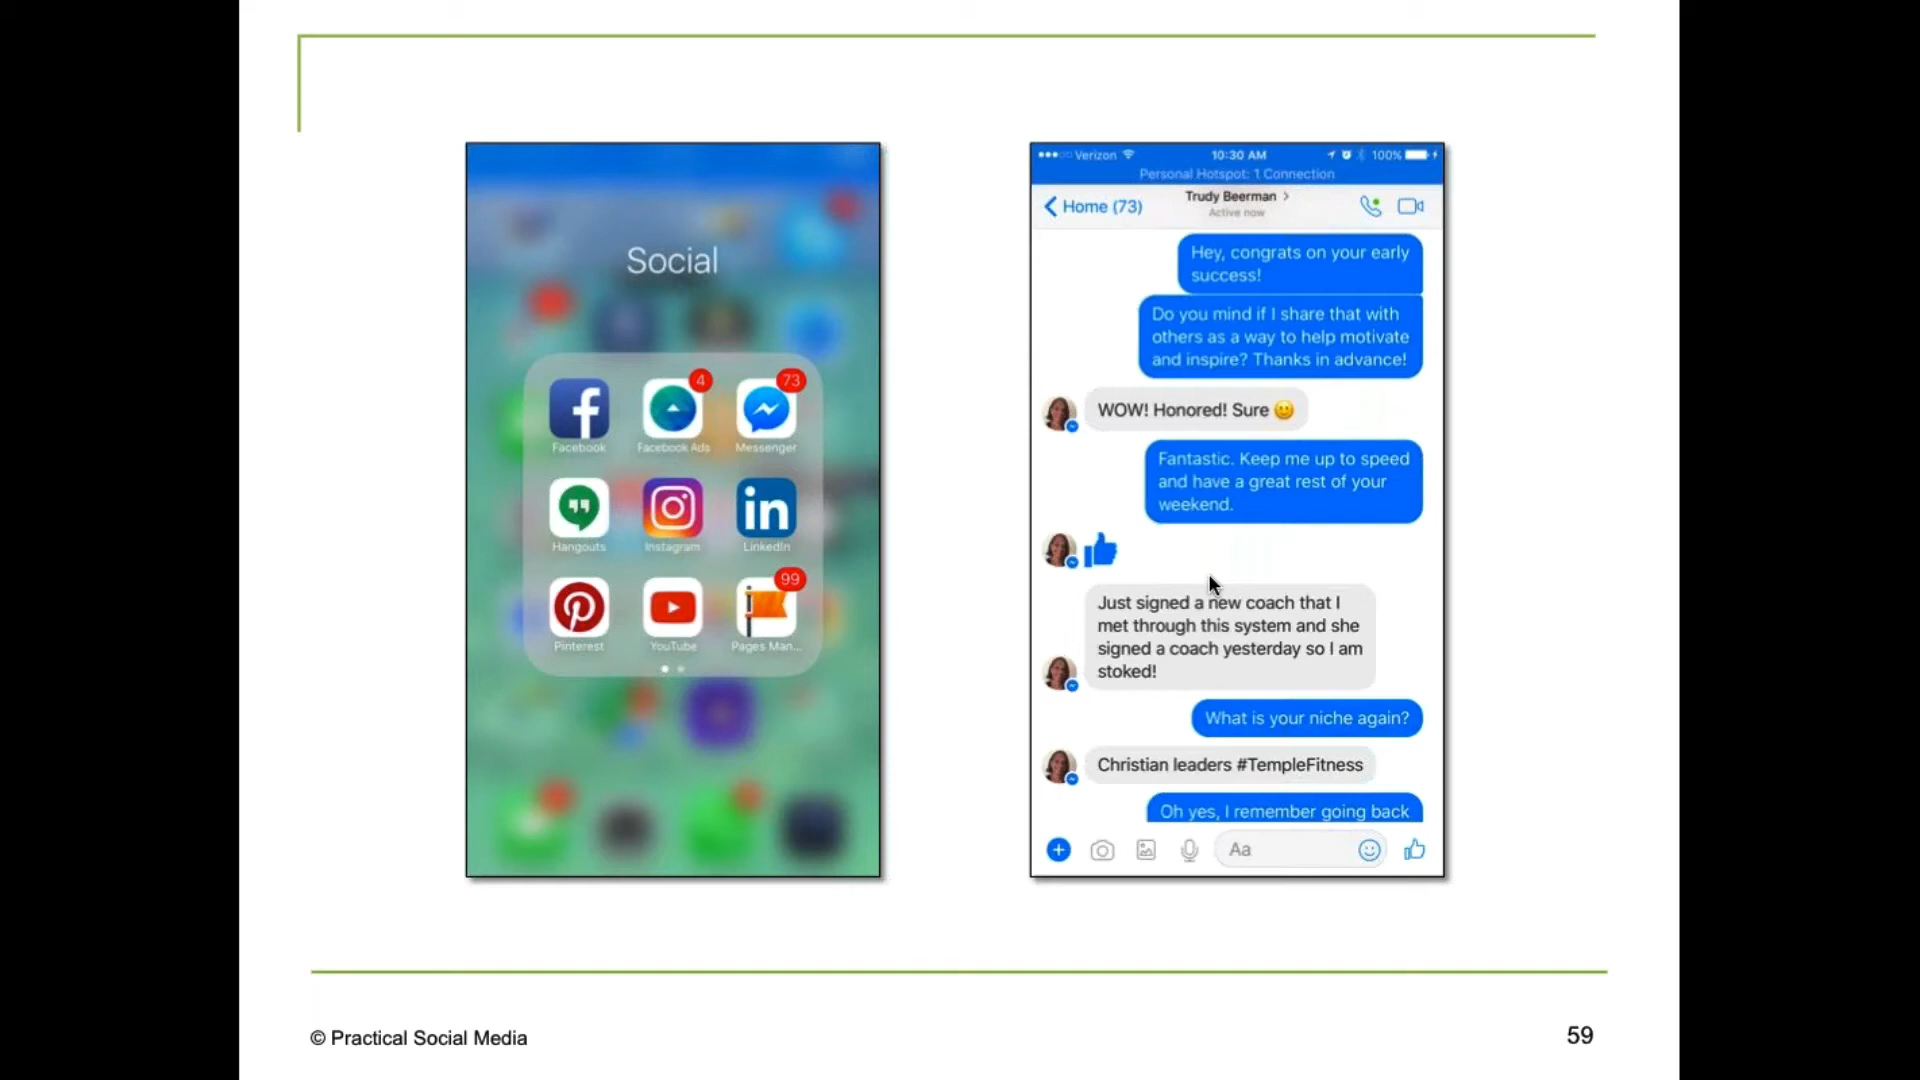 Social
4
73
Facebook
Facebook Ads
Messenger
Hangouts
Instagram
LinkedIn
99
Pinterest
YouTube
Pages Man...
Verizon
10:30 AM
100%
Personal Hotspot: 1 Connection
Home (73)
Trudy Beerman
Active now
Hey, congrats on your early
success!
Do you mind if I share that with
others as a way to help motivate
and inspire? Thanks in advance!
WOW! Honored! Sure 🙂
Fantastic. Keep me up to speed
and have a great rest of your
weekend.
Just signed a new coach that I
met through this system and she
signed a coach yesterday so I am
stoked!
What is your niche again?
Christian leaders #TempleFitness
Oh yes, I remember going back
Aa
© Practical Social Media
59